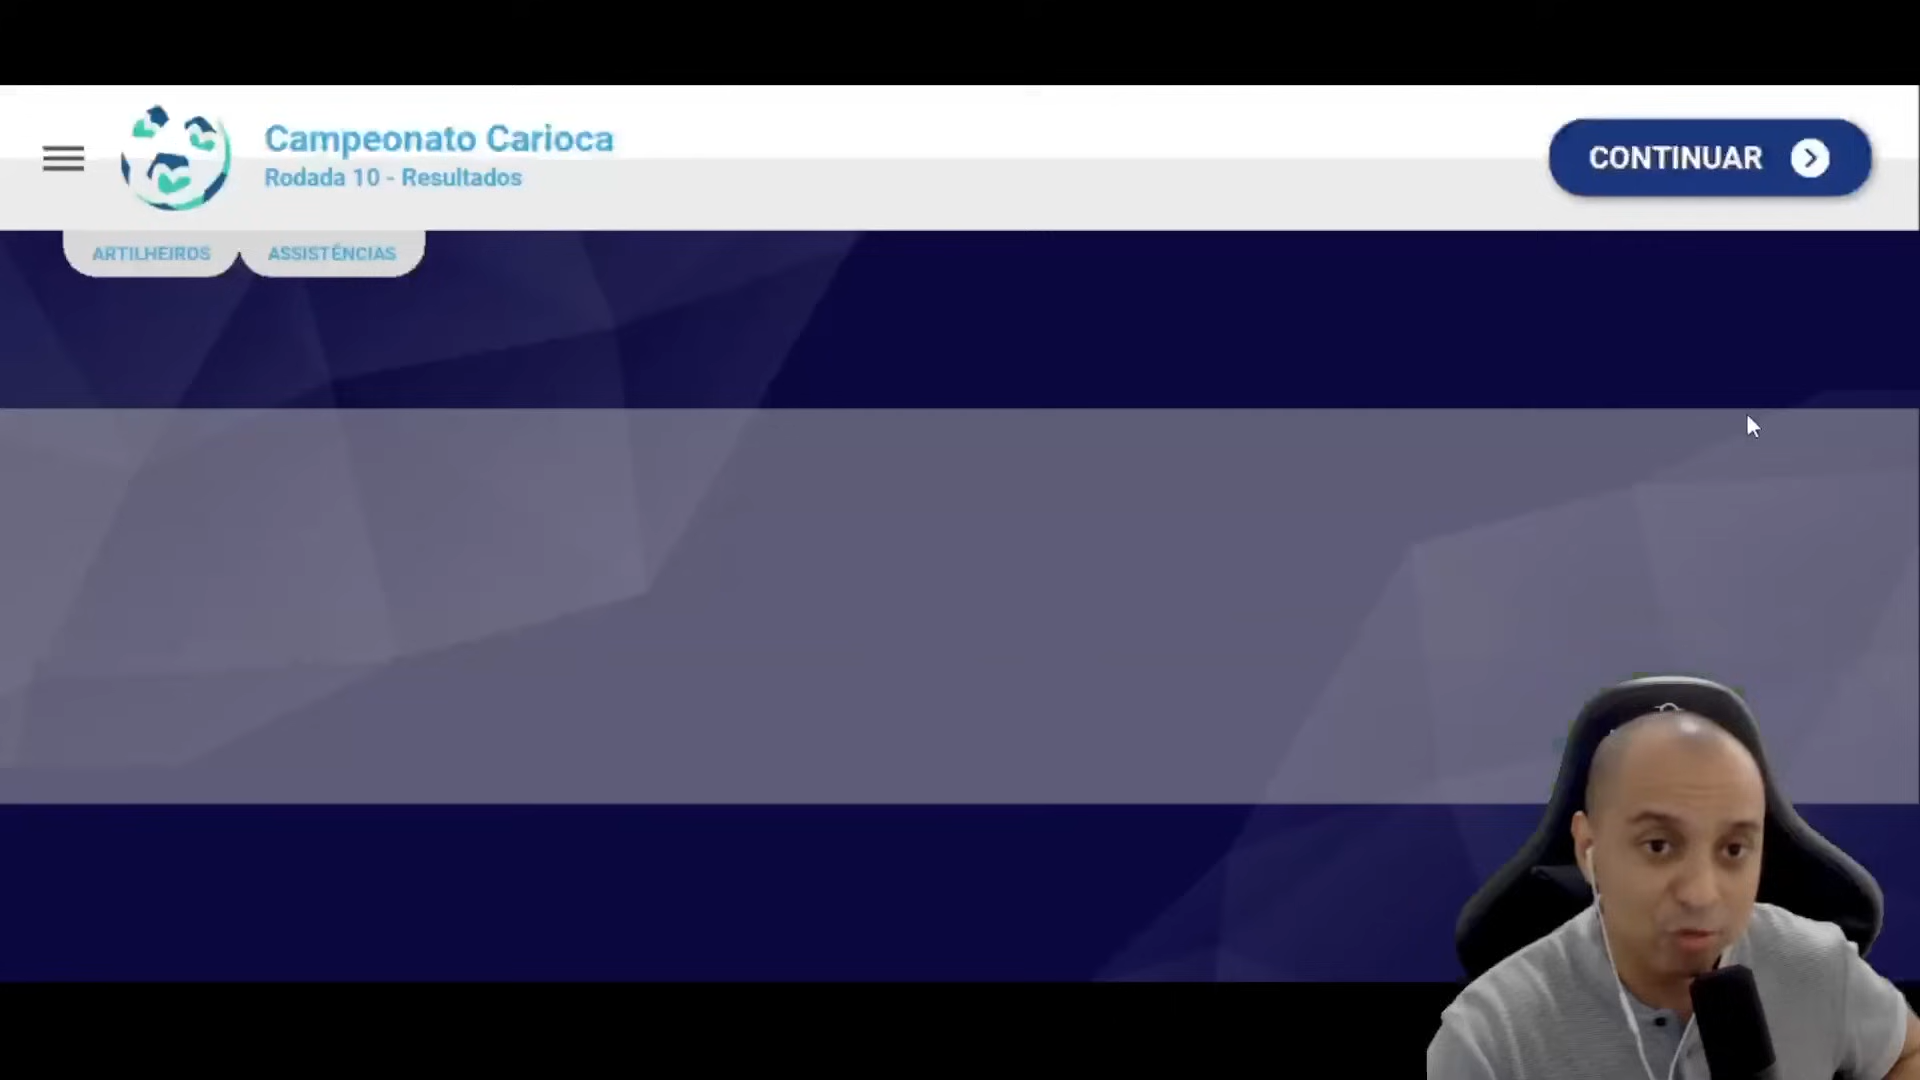 Campeonato Carioca
Rodada 10 - Resultados
CONTINUAR
ARTILHEIROS
ASSISTÊNCIAS